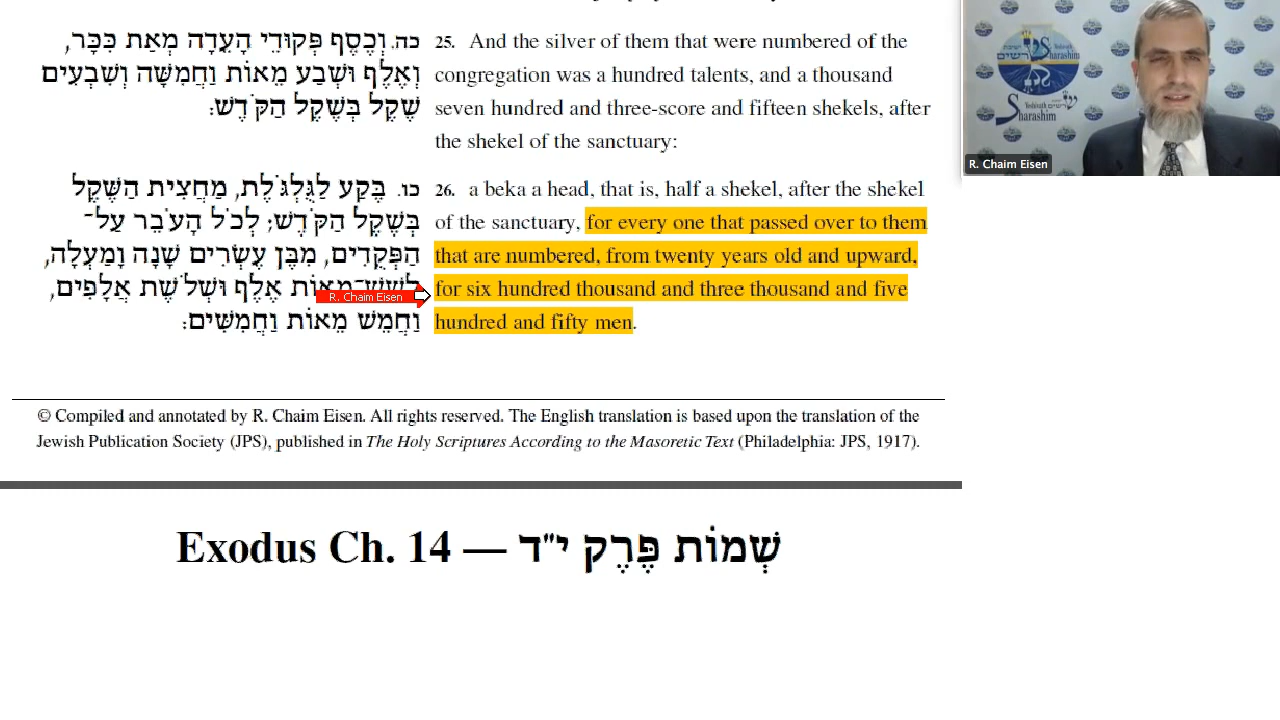 כה. וְכֶסֶף פְּקוּדֵי הָעֵדָה מְאַת כִּכָּר,
וְאֶלֶף וּשְׁבַע מֵאוֹת וַחֲמִשָּׁה וְשִׁבְעִים
שֶׁקֶל בְּשֶׁקֶל הַקֹּדֶשׁ:
25. And the silver of them that were numbered of the
congregation was a hundred talents, and a thousand
seven hundred and three-score and fifteen shekels, after
the shekel of the sanctuary:
כו. בֶּקַע לַגֻּלְגֹּלֶת, מַחֲצִית הַשֶּׁקֶל
בְּשֶׁקֶל הַקֹּדֶשׁ; לְכֹל הָעֹבֵר עַל־
הַפְּקֻדִים, מִבֶּן עֶשְׂרִים שָׁנָה וָמַעְלָה,
לְשֵׁשׁ־מֵאוֹת אֶלֶף וּשְׁלֹשֶׁת אֲלָפִים,
וַחֲמֵשׁ מֵאוֹת וַחֲמִשִּׁים:
26. a beka a head, that is, half a shekel, after the shekel
of the sanctuary, for every one that passed over to them
that are numbered, from twenty years old and upward,
for six hundred thousand and three thousand and five
hundred and fifty men.
R. Chaim Eisen
© Compiled and annotated by R. Chaim Eisen. All rights reserved. The English translation is based upon the translation of the
Jewish Publication Society (JPS), published in The Holy Scriptures According to the Masoretic Text (Philadelphia: JPS, 1917).
Exodus Ch. 14 — שְׁמוֹת פֶּרֶק י״ד
Yeshivath
Sharashim
שרשים
R. Chaim Eisen